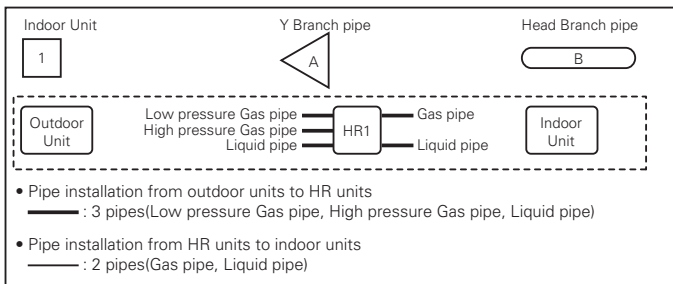 Indoor Unit
Y Branch pipe
Head Branch pipe
1
A
B
Outdoor
Unit
Low pressure Gas pipe
High pressure Gas pipe
Liquid pipe
HR1
Gas pipe
Liquid pipe
Indoor
Unit
• Pipe installation from outdoor units to HR units
: 3 pipes(Low pressure Gas pipe, High pressure Gas pipe, Liquid pipe)
• Pipe installation from HR units to indoor units
: 2 pipes(Gas pipe, Liquid pipe)